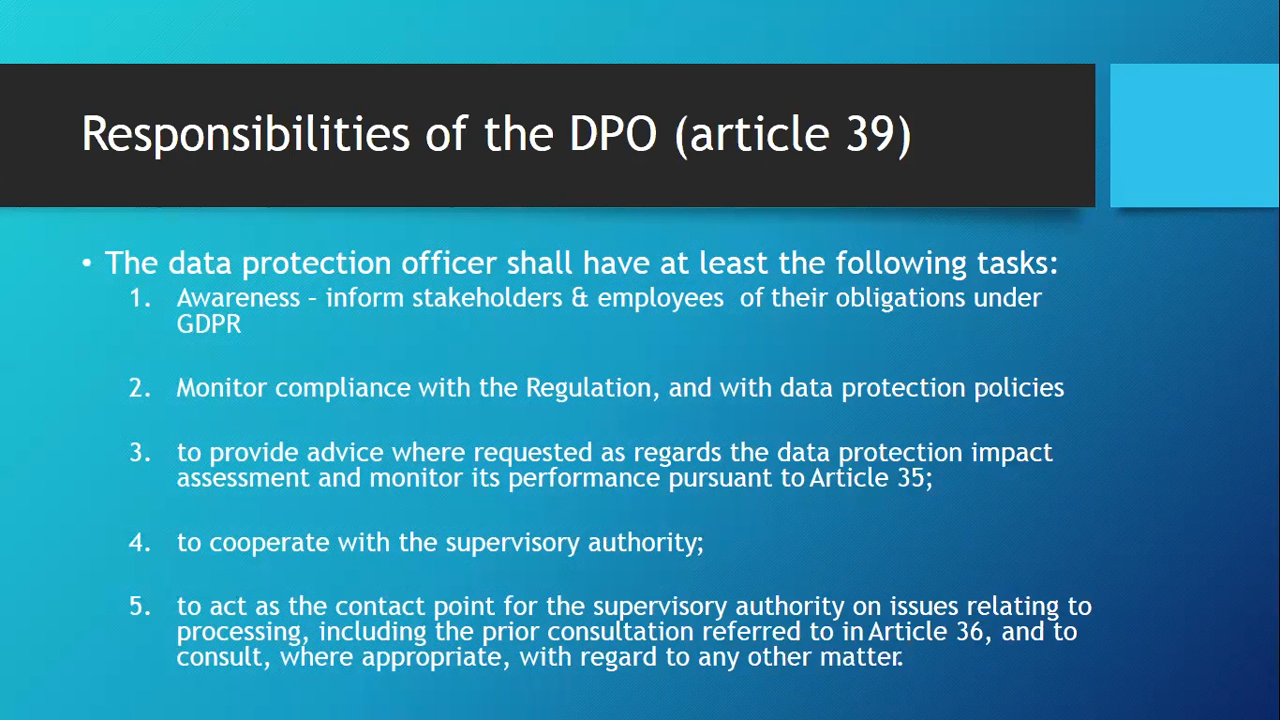 Responsibilities of the DPO (article 39)
• The data protection officer shall have at least the following tasks:
1. Awareness – inform stakeholders & employees  of their obligations under
GDPR
2. Monitor compliance with the Regulation, and with data protection policies
3. to provide advice where requested as regards the data protection impact
assessment and monitor its performance pursuant to Article 35;
4. to cooperate with the supervisory authority;
5. to act as the contact point for the supervisory authority on issues relating to
processing, including the prior consultation referred to in Article 36, and to
consult, where appropriate, with regard to any other matter.